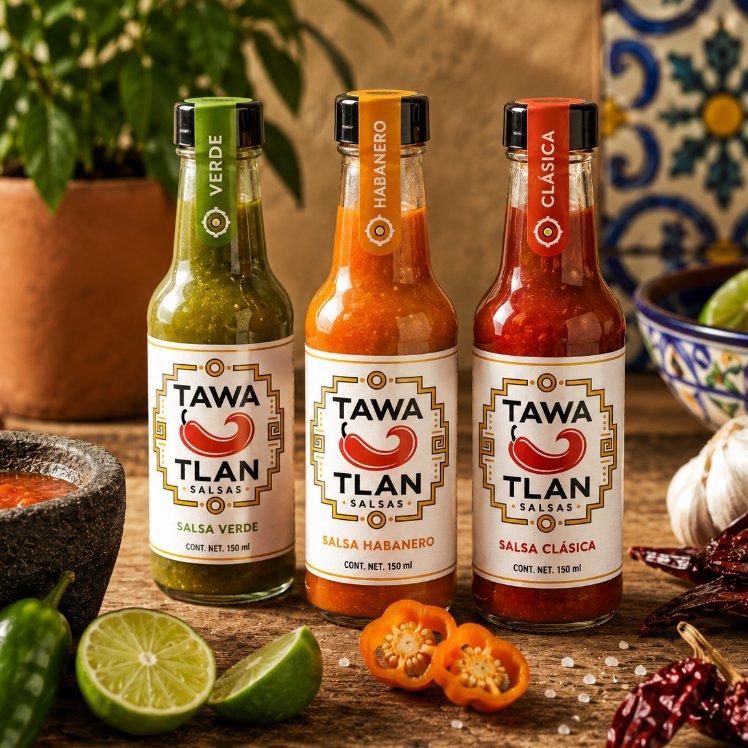 VERDE
TAWA
TLAN
SALSAS
SALSA VERDE
CONT. NET. 150 ml
HABANERO
TAWA
TLAN
SALSAS
SALSA HABANERO
CONT. NET. 150 ml
CLÁSICA
TAWA
TLAN
SALSAS
SALSA CLÁSICA
CONT. NET. 150 ml